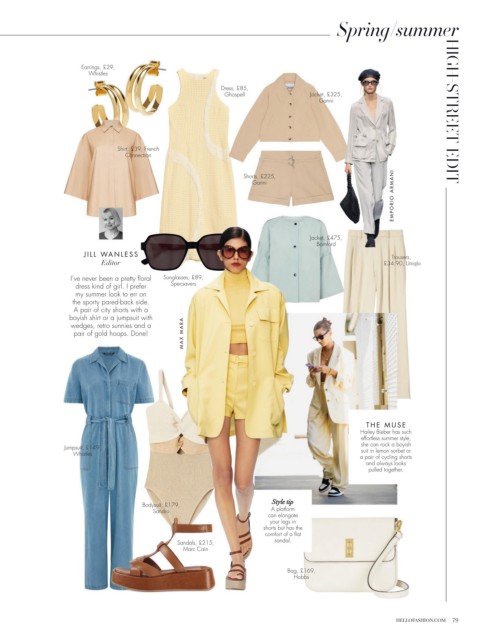 Spring/summer
HIGH STREET EDIT
Earrings, £29,
Whistles
Dress, £85,
Ghospell
Jacket, £325,
Ganni
Shirt, £39, French
Connection
Shorts, £225,
Ganni
EMPORIO ARMANI
JILL WANLESS
Editor
I've never been a pretty floral
dress kind of girl. I prefer
my summer look to err on
the sporty pared-back side.
A pair of city shorts with a
boyish shirt or a jumpsuit with
wedges, retro sunnies and a
pair of gold hoops. Done!
Sunglasses, £89,
Specsavers
Jacket, £475,
Trousers,
£34.90, Uniqlo
MAX MARA
THE MUSE
Hailey Bieber has such
effortless summer style,
she can rock a boyish
suit in lemon sorbet or
a pair of cycling shorts
and always looks
pulled together.
Jumpsuit,
Whistles
Bodysuit, £179,
Sandro
Style tip
A platform
can elongate
your legs in
shorts but has the
comfort of a flat
sandal.
Sandals, £215,
Marc Cain
Bag, £169,
Hobbs
HELLOFASHION.COM 79